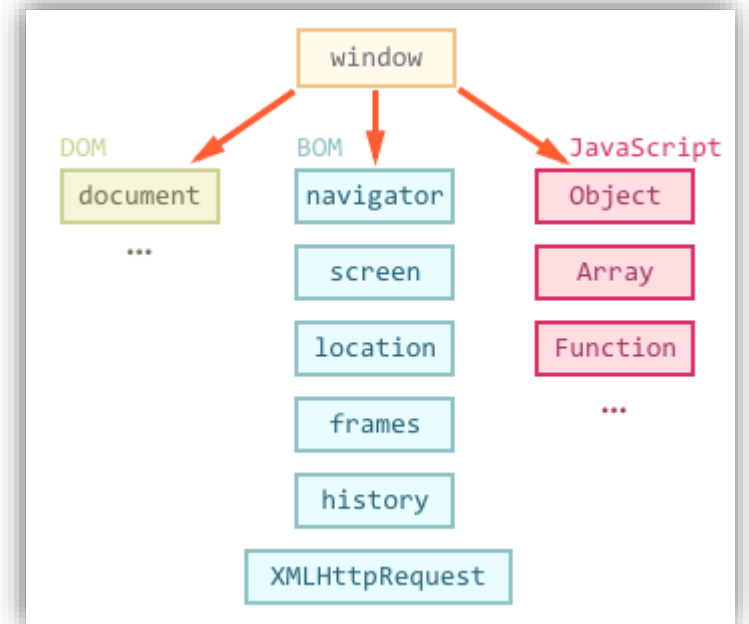 window
DOM
BOM
JavaScript
document
navigator
Object
...
screen
Array
location
Function
frames
...
history
XMLHttpRequest